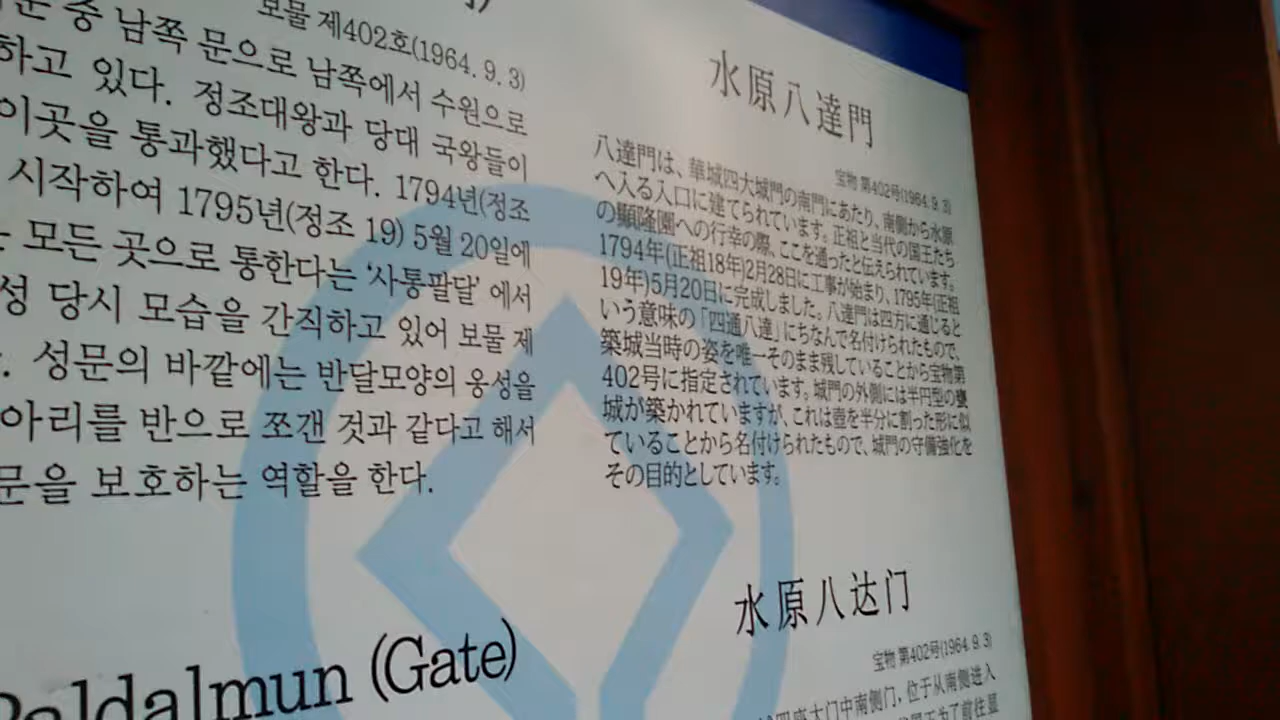 보물 제402호(1964. 9. 3)
중 남쪽 문으로 남쪽에서 수원으로
하고 있다. 정조대왕과 당대 국왕들이
이곳을 통과했다고 한다. 1794년(정조
시작하여 1795년(정조 19) 5월 20일에
모든 곳으로 통한다는 ‘사통팔달’ 에서
성 당시 모습을 간직하고 있어 보물 제
성문의 바깥에는 반달모양의 옹성을
아리를 반으로 쪼갠 것과 같다고 해서
문을 보호하는 역할을 한다.
Paldalmun (Gate)
水原八達門
宝物 第402号(1964. 9. 3)
八達門は、華城四大城門の南門にあたり、南側から水原
へ入る入口に建てられています。正祖と当代の国王たち
の顯隆園への行幸の際、ここを通ったと伝えられています。
1794年(正祖18年)2月28日に工事が始まり、1795年(正祖
19年)5月20日に完成しました。八達門は四方に通じると
いう意味の「四通八達」にちなんで名付けられたもので、
築城当時の姿を唯一そのまま残していることから宝物第
402号に指定されています。城門の外側には半円型の甕
城が築かれていますが、これは壺を半分に割った形に似
ていることから名付けられたもので、城門の守備強化を
その目的としています。
水原八达门
宝物 第402号(1964. 9. 3)
四座大门中南侧门，位于从南侧进入
王为了前往显